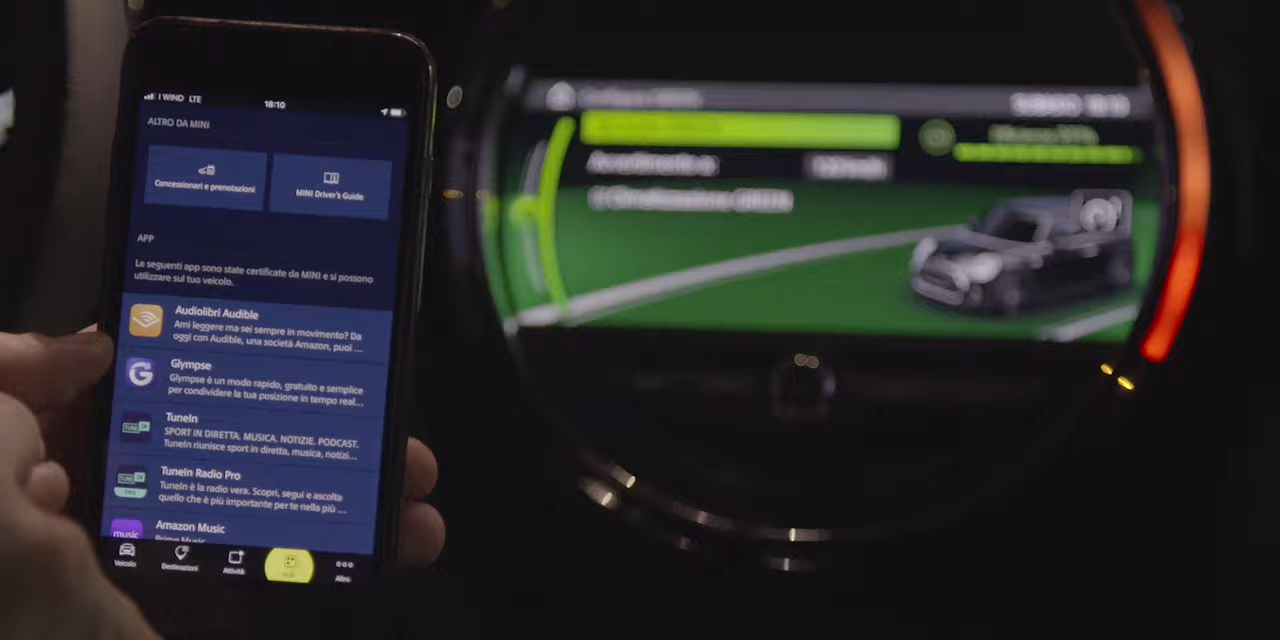 I WIND LTE
18:10
ALTRO DA MINI
Concessionari e prenotazioni
MINI Driver's Guide
APP
Le seguenti app sono state certificate da MINI e si possono
utilizzare sul tuo veicolo.
Audiolibri Audible
Ami leggere ma sei sempre in movimento? Da
oggi con Audible, una società Amazon, puoi ...
Glympse
Glympse è un modo rapido, gratuito e semplice
per condividere la tua posizione in tempo real...
TuneIn
SPORT IN DIRETTA. MUSICA. NOTIZIE. PODCAST.
TuneIn riunisce sport in diretta, musica, notizi...
TuneIn Radio Pro
TuneIn è la radio vera. Scopri, segui e ascolta
quello che è più importante per te nella più ...
music
Amazon Music
Prime Music
Veicolo
Destinazioni
Attività
Altro